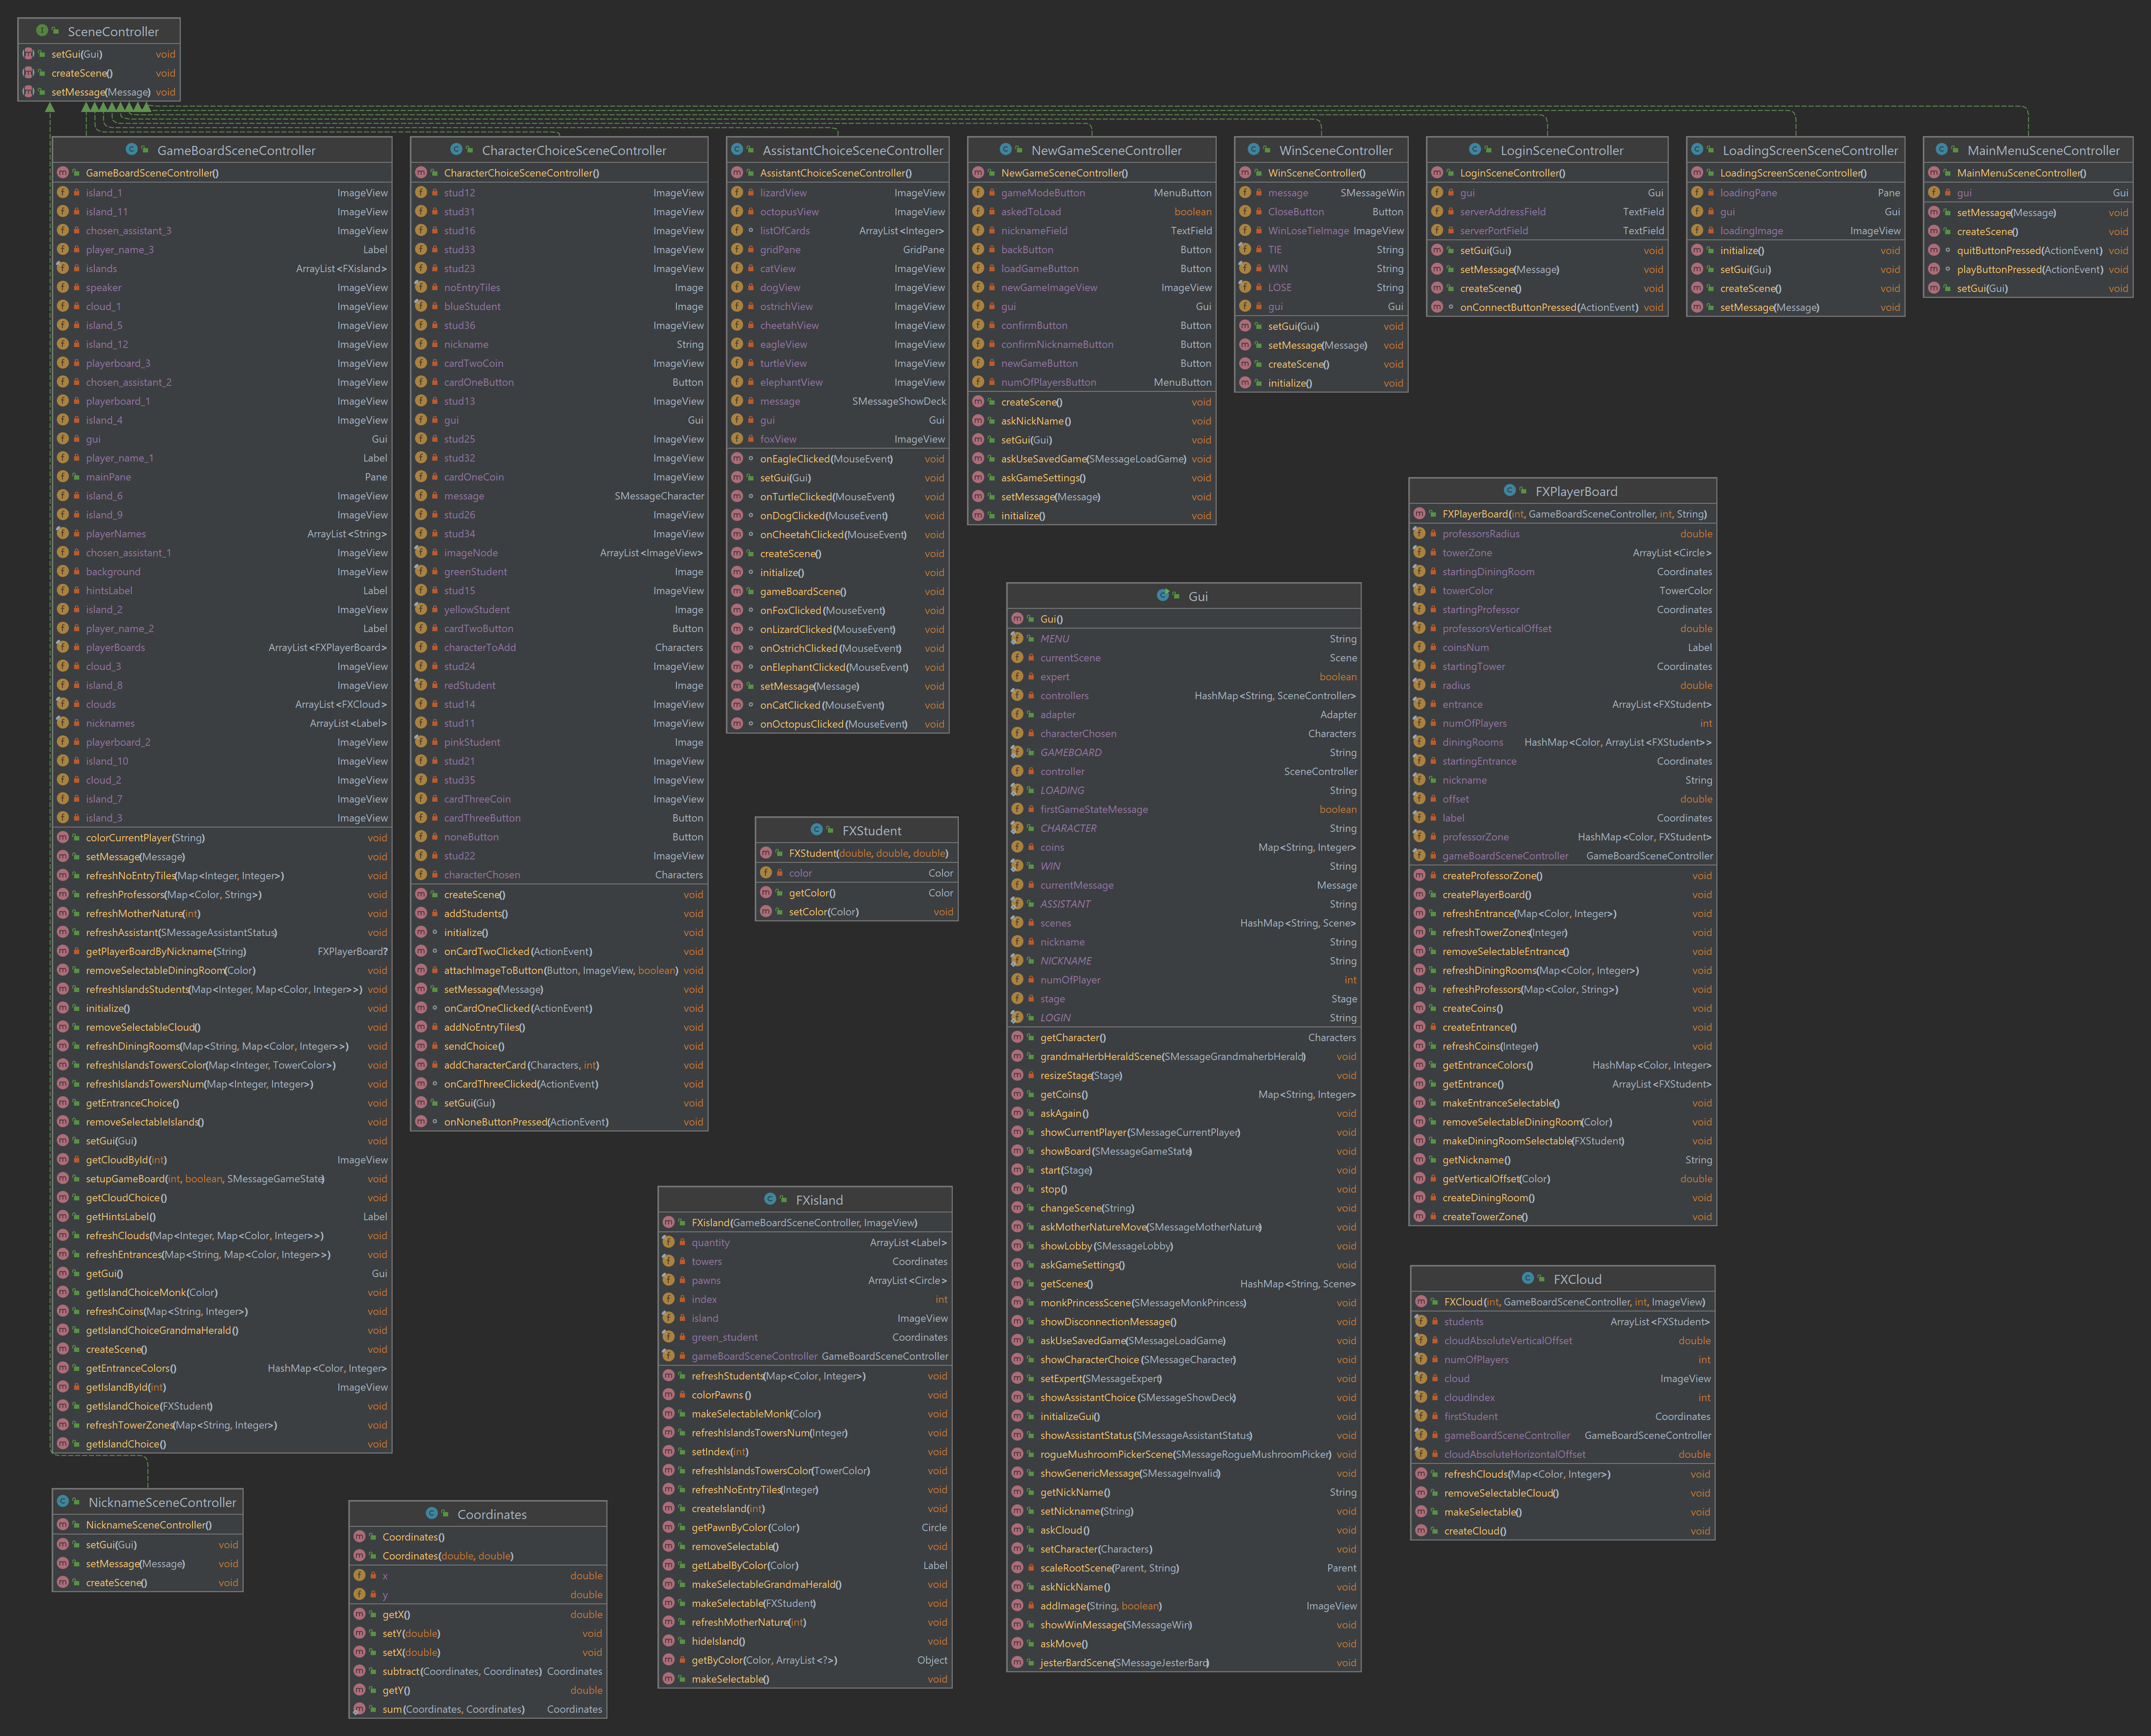 SceneController
setGui(Gui) void
createScene() void
setMessage(Message) void
GameBoardSceneController
GameBoardSceneController()
island_1 ImageView
island_11 ImageView
chosen_assistant_3 ImageView
player_name_3 Label
islands ArrayList<FXisland>
speaker ImageView
cloud_1 ImageView
island_5 ImageView
island_12 ImageView
playerboard_3 ImageView
chosen_assistant_2 ImageView
playerboard_1 ImageView
island_4 ImageView
gui Gui
player_name_1 Label
mainPane Pane
island_6 ImageView
island_9 ImageView
playerNames ArrayList<String>
chosen_assistant_1 ImageView
background ImageView
hintsLabel Label
island_2 ImageView
player_name_2 Label
playerBoards ArrayList<FXPlayerBoard>
cloud_3 ImageView
island_8 ImageView
clouds ArrayList<FXCloud>
nicknames ArrayList<Label>
playerboard_2 ImageView
island_10 ImageView
cloud_2 ImageView
island_7 ImageView
island_3 ImageView
colorCurrentPlayer(String) void
setMessage(Message) void
refreshNoEntryTiles(Map<Integer, Integer>) void
refreshProfessors(Map<Color, String>) void
refreshMotherNature(int) void
refreshAssistant(SMessageAssistantStatus) void
getPlayerBoardByNickname(String) FXPlayerBoard?
removeSelectableDiningRoom(Color) void
refreshIslandsStudents(Map<Integer, Map<Color, Integer>>) void
initialize() void
removeSelectableCloud() void
refreshDiningRooms(Map<String, Map<Color, Integer>>) void
refreshIslandsTowersColor(Map<Integer, TowerColor>) void
refreshIslandsTowersNum(Map<Integer, Integer>) void
getEntranceChoice() void
removeSelectableIslands() void
setGui(Gui) void
getCloudById(int) ImageView
setupGameBoard(int, boolean, SMessageGameState) void
getCloudChoice() void
getHintsLabel() Label
refreshClouds(Map<Integer, Map<Color, Integer>>) void
refreshEntrances(Map<String, Map<Color, Integer>>) void
getGui() Gui
getIslandChoiceMonk(Color) void
refreshCoins(Map<String, Integer>) void
getIslandChoiceGrandmaHerald() void
createScene() void
getEntranceColors() HashMap<Color, Integer>
getIslandById(int) ImageView
getIslandChoice(FXStudent) void
refreshTowerZones(Map<String, Integer>) void
getIslandChoice() void
CharacterChoiceSceneController
CharacterChoiceSceneController()
stud12 ImageView
stud31 ImageView
stud16 ImageView
stud33 ImageView
stud23 ImageView
noEntryTiles Image
blueStudent Image
stud36 ImageView
nickname String
cardTwoCoin ImageView
cardOneButton Button
stud13 ImageView
gui Gui
stud25 ImageView
stud32 ImageView
cardOneCoin ImageView
message SMessageCharacter
stud26 ImageView
stud34 ImageView
imageNode ArrayList<ImageView>
greenStudent Image
stud15 ImageView
yellowStudent Image
cardTwoButton Button
characterToAdd Characters
stud24 ImageView
redStudent Image
stud14 ImageView
stud11 ImageView
pinkStudent Image
stud21 ImageView
stud35 ImageView
cardThreeCoin ImageView
cardThreeButton Button
noneButton Button
stud22 ImageView
characterChosen Characters
createScene() void
addStudents() void
initialize() void
onCardTwoClicked(ActionEvent) void
attachImageToButton(Button, ImageView, boolean) void
setMessage(Message) void
onCardOneClicked(ActionEvent) void
addNoEntryTiles() void
sendChoice() void
addCharacterCard(Characters, int) void
onCardThreeClicked(ActionEvent) void
setGui(Gui) void
onNoneButtonPressed(ActionEvent) void
AssistantChoiceSceneController
AssistantChoiceSceneController()
lizardView ImageView
octopusView ImageView
listOfCards ArrayList<Integer>
gridPane GridPane
catView ImageView
dogView ImageView
ostrichView ImageView
cheetahView ImageView
eagleView ImageView
turtleView ImageView
elephantView ImageView
message SMessageShowDeck
gui Gui
foxView ImageView
onEagleClicked(MouseEvent) void
setGui(Gui) void
onTurtleClicked(MouseEvent) void
onDogClicked(MouseEvent) void
onCheetahClicked(MouseEvent) void
createScene() void
initialize() void
gameBoardScene() void
onFoxClicked(MouseEvent) void
onLizardClicked(MouseEvent) void
onOstrichClicked(MouseEvent) void
onElephantClicked(MouseEvent) void
setMessage(Message) void
onCatClicked(MouseEvent) void
onOctopusClicked(MouseEvent) void
NewGameSceneController
NewGameSceneController()
gameModeButton MenuButton
askedToLoad boolean
nicknameField TextField
backButton Button
loadGameButton Button
newGameImageView ImageView
gui Gui
confirmButton Button
confirmNicknameButton Button
newGameButton Button
numOfPlayersButton MenuButton
createScene() void
askNickName() void
setGui(Gui) void
askUseSavedGame(SMessageLoadGame) void
askGameSettings() void
setMessage(Message) void
initialize() void
WinSceneController
WinSceneController()
message SMessageWin
CloseButton Button
WinLoseTieImage ImageView
TIE String
WIN String
LOSE String
gui Gui
setGui(Gui) void
setMessage(Message) void
createScene() void
initialize() void
LoginSceneController
LoginSceneController()
gui Gui
serverAddressField TextField
serverPortField TextField
setGui(Gui) void
setMessage(Message) void
createScene() void
onConnectButtonPressed(ActionEvent) void
LoadingScreenSceneController
LoadingScreenSceneController()
loadingPane Pane
gui Gui
loadingImage ImageView
initialize() void
setGui(Gui) void
createScene() void
setMessage(Message) void
MainMenuSceneController
MainMenuSceneController()
gui Gui
setMessage(Message) void
createScene() void
quitButtonPressed(ActionEvent) void
playButtonPressed(ActionEvent) void
setGui(Gui) void
FXPlayerBoard
FXPlayerBoard(int, GameBoardSceneController, int, String)
professorsRadius double
towerZone ArrayList<Circle>
startingDiningRoom Coordinates
towerColor TowerColor
startingProfessor Coordinates
professorsVerticalOffset double
coinsNum Label
startingTower Coordinates
radius double
entrance ArrayList<FXStudent>
numOfPlayers int
diningRooms HashMap<Color, ArrayList<FXStudent>>
startingEntrance Coordinates
nickname String
offset double
label Coordinates
professorZone HashMap<Color, FXStudent>
gameBoardSceneController GameBoardSceneController
createProfessorZone() void
createPlayerBoard() void
refreshEntrance(Map<Color, Integer>) void
refreshTowerZones(Integer) void
removeSelectableEntrance() void
refreshDiningRooms(Map<Color, Integer>) void
refreshProfessors(Map<Color, String>) void
createCoins() void
createEntrance() void
refreshCoins(Integer) void
getEntranceColors() HashMap<Color, Integer>
getEntrance() ArrayList<FXStudent>
makeEntranceSelectable() void
removeSelectableDiningRoom(Color) void
makeDiningRoomSelectable(FXStudent) void
getNickname() String
getVerticalOffset(Color) double
createDiningRoom() void
createTowerZone() void
Gui
Gui()
MENU String
currentScene Scene
expert boolean
controllers HashMap<String, SceneController>
adapter Adapter
characterChosen Characters
GAMEBOARD String
controller SceneController
LOADING String
firstGameStateMessage boolean
CHARACTER String
coins Map<String, Integer>
WIN String
currentMessage Message
ASSISTANT String
scenes HashMap<String, Scene>
nickname String
NICKNAME String
numOfPlayer int
stage Stage
LOGIN String
getCharacter() Characters
grandmaHerbHeraldScene(SMessageGrandmaherbHerald) void
resizeStage(Stage) void
getCoins() Map<String, Integer>
askAgain() void
showCurrentPlayer(SMessageCurrentPlayer) void
showBoard(SMessageGameState) void
start(Stage) void
stop() void
changeScene(String) void
askMotherNatureMove(SMessageMotherNature) void
showLobby(SMessageLobby) void
askGameSettings() void
getScenes() HashMap<String, Scene>
monkPrincessScene(SMessageMonkPrincess) void
showDisconnectionMessage() void
askUseSavedGame(SMessageLoadGame) void
showCharacterChoice(SMessageCharacter) void
setExpert(SMessageExpert) void
showAssistantChoice(SMessageShowDeck) void
initializeGui() void
showAssistantStatus(SMessageAssistantStatus) void
rogueMushroomPickerScene(SMessageRogueMushroomPicker) void
showGenericMessage(SMessageInvalid) void
getNickName() String
setNickname(String) void
askCloud() void
setCharacter(Characters) void
scaleRootScene(Parent, String) Parent
askNickName() void
addImage(String, boolean) ImageView
showWinMessage(SMessageWin) void
askMove() void
jesterBardScene(SMessageJesterBard) void
FXStudent
FXStudent(double, double, double)
color Color
getColor() Color
setColor(Color) void
FXisland
FXisland(GameBoardSceneController, ImageView)
quantity ArrayList<Label>
towers Coordinates
pawns ArrayList<Circle>
index int
island ImageView
green_student Coordinates
gameBoardSceneController GameBoardSceneController
refreshStudents(Map<Color, Integer>) void
colorPawns() void
makeSelectableMonk(Color) void
refreshIslandsTowersNum(Integer) void
setIndex(int) void
refreshIslandsTowersColor(TowerColor) void
refreshNoEntryTiles(Integer) void
createIsland(int) void
getPawnByColor(Color) Circle
removeSelectable() void
getLabelByColor(Color) Label
makeSelectableGrandmaHerald() void
makeSelectable(FXStudent) void
refreshMotherNature(int) void
hideIsland() void
getByColor(Color, ArrayList<?>) Object
makeSelectable() void
FXCloud
FXCloud(int, GameBoardSceneController, int, ImageView)
students ArrayList<FXStudent>
cloudAbsoluteVerticalOffset double
numOfPlayers int
cloud ImageView
cloudIndex int
firstStudent Coordinates
gameBoardSceneController GameBoardSceneController
cloudAbsoluteHorizontalOffset double
refreshClouds(Map<Color, Integer>) void
removeSelectableCloud() void
makeSelectable() void
createCloud() void
NicknameSceneController
NicknameSceneController()
setGui(Gui) void
setMessage(Message) void
createScene() void
Coordinates
Coordinates()
Coordinates(double, double)
x double
y double
getX() double
setY(double) void
setX(double) void
subtract(Coordinates, Coordinates) Coordinates
getY() double
sum(Coordinates, Coordinates) Coordinates